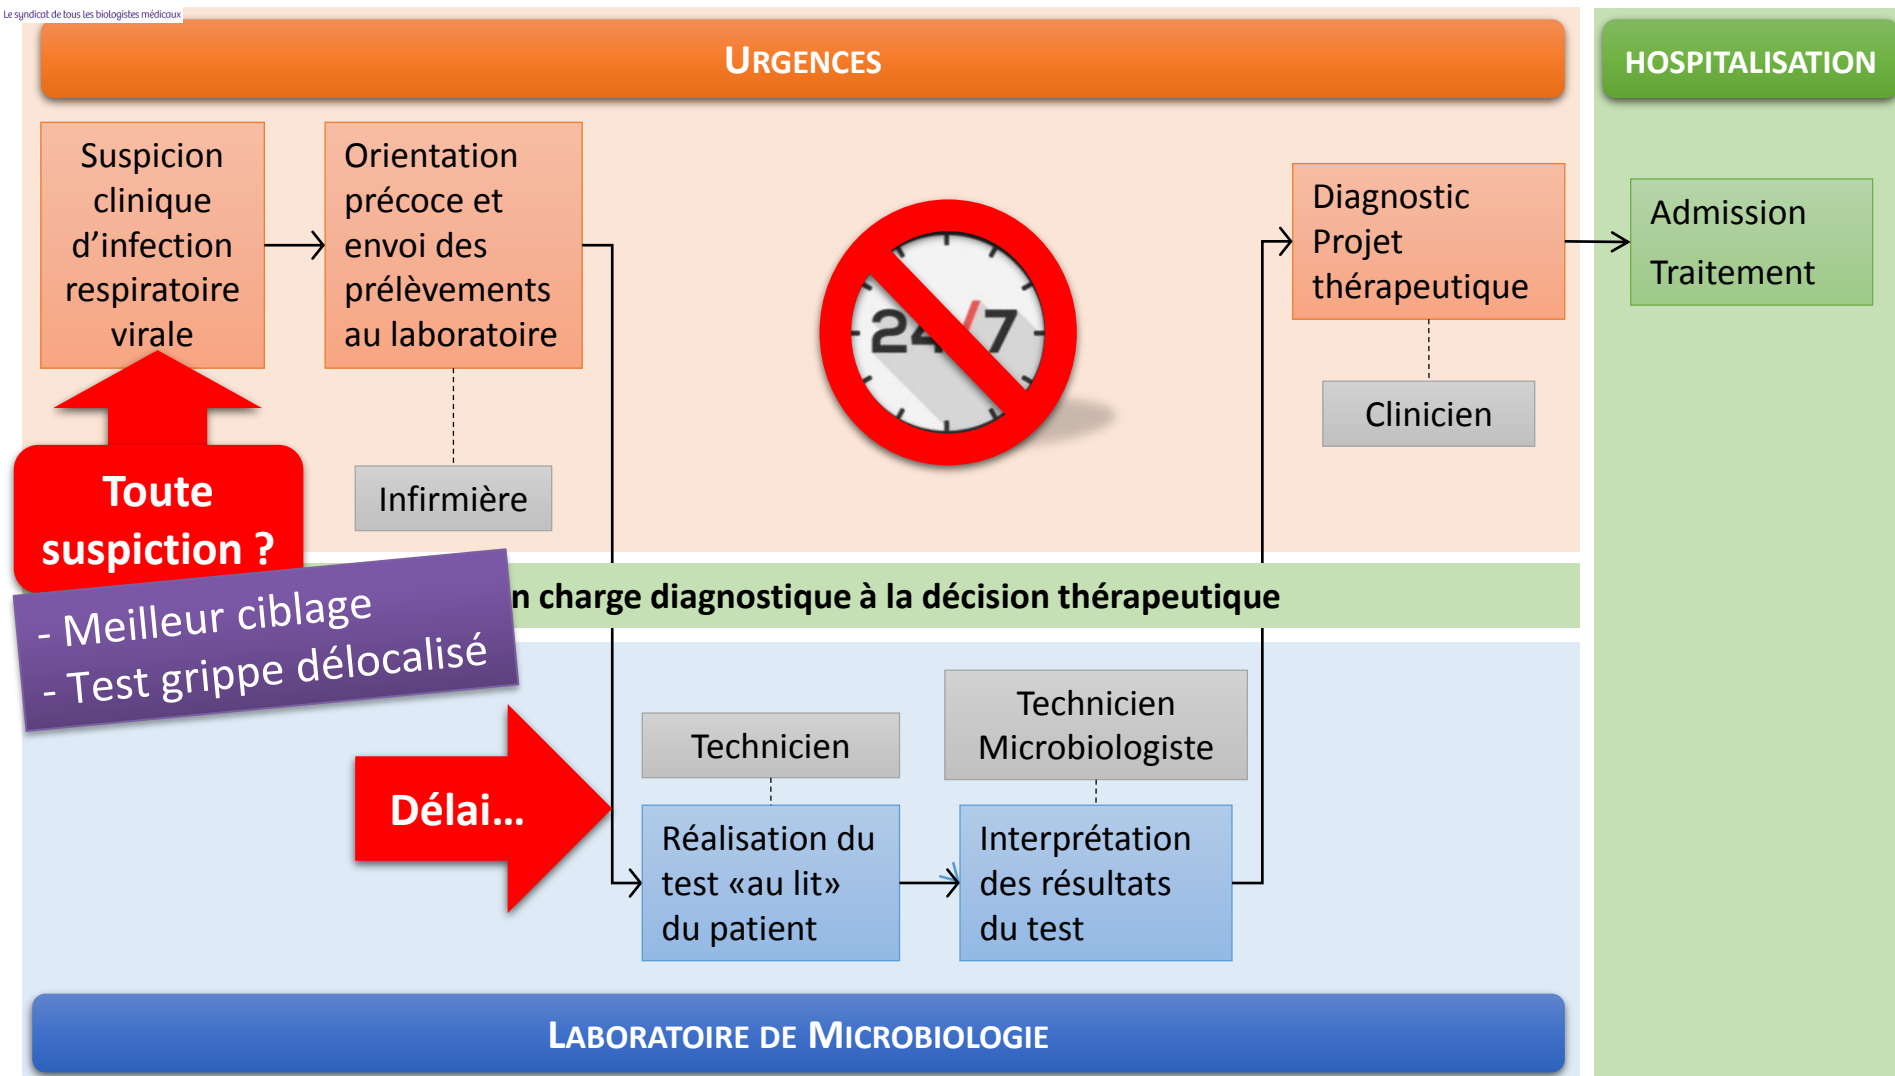 Le syndicat de tous les biologistes médicaux
URGENCES
HOSPITALISATION
Suspicion
clinique
d’infection
respiratoire
virale
Orientation
précoce et
envoi des
prélèvements
au laboratoire
24/7
Diagnostic
Projet
thérapeutique
Admission
Traitement
Clinicien
Infirmière
Toute
suspiction ?
- Meilleur ciblage
- Test grippe délocalisé
n charge diagnostique à la décision thérapeutique
Délai...
Technicien
Technicien
Microbiologiste
Réalisation du
test «au lit»
du patient
Interprétation
des résultats
du test
LABORATOIRE DE MICROBIOLOGIE